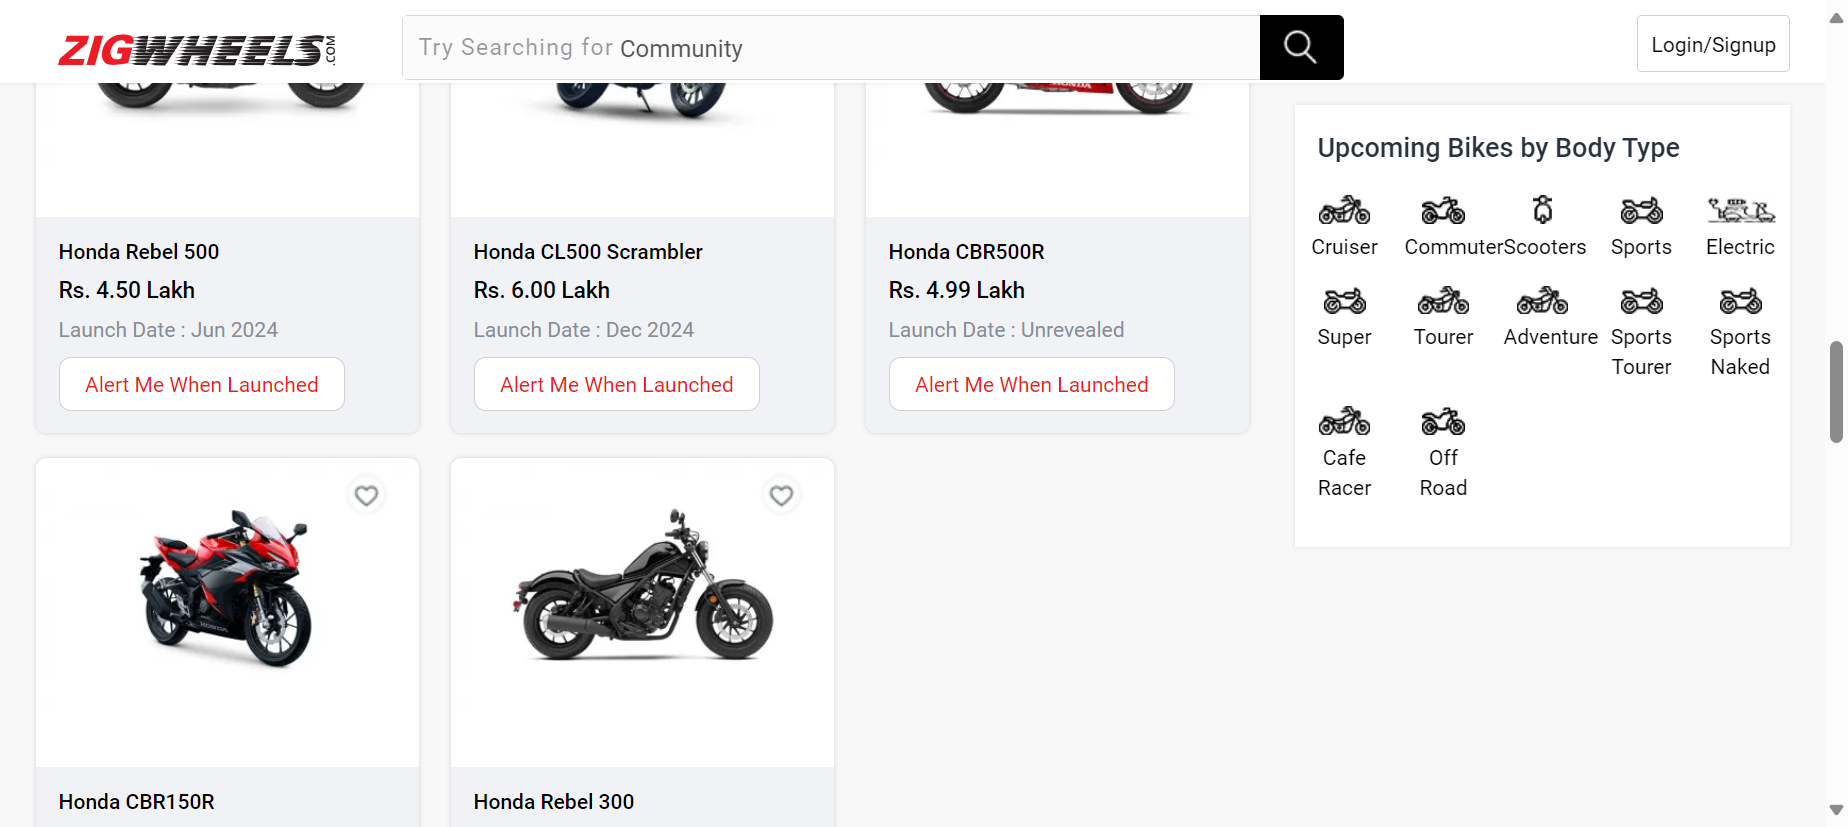 ZIGWHEELS.COM
Try Searching for Community
Login/Signup
HONDA
Honda Rebel 500
Rs. 4.50 Lakh
Launch Date : Jun 2024
Alert Me When Launched
Honda CL500 Scrambler
Rs. 6.00 Lakh
Launch Date : Dec 2024
Alert Me When Launched
Honda CBR500R
Rs. 4.99 Lakh
Launch Date : Unrevealed
Alert Me When Launched
HONDA
Honda CBR150R
Honda Rebel 300
Upcoming Bikes by Body Type
Cruiser
Commuter
Scooters
Sports
Electric
Super
Tourer
Adventure
Sports
Tourer
Sports
Naked
Cafe
Racer
Off
Road